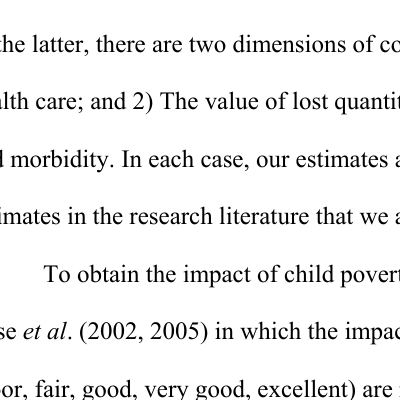 the latter, there are two dimensions of co
alth care; and 2) The value of lost quantit
d morbidity. In each case, our estimates a
imates in the research literature that we a
To obtain the impact of child povert
se et al. (2002, 2005) in which the impac
or, fair, good, very good, excellent) are